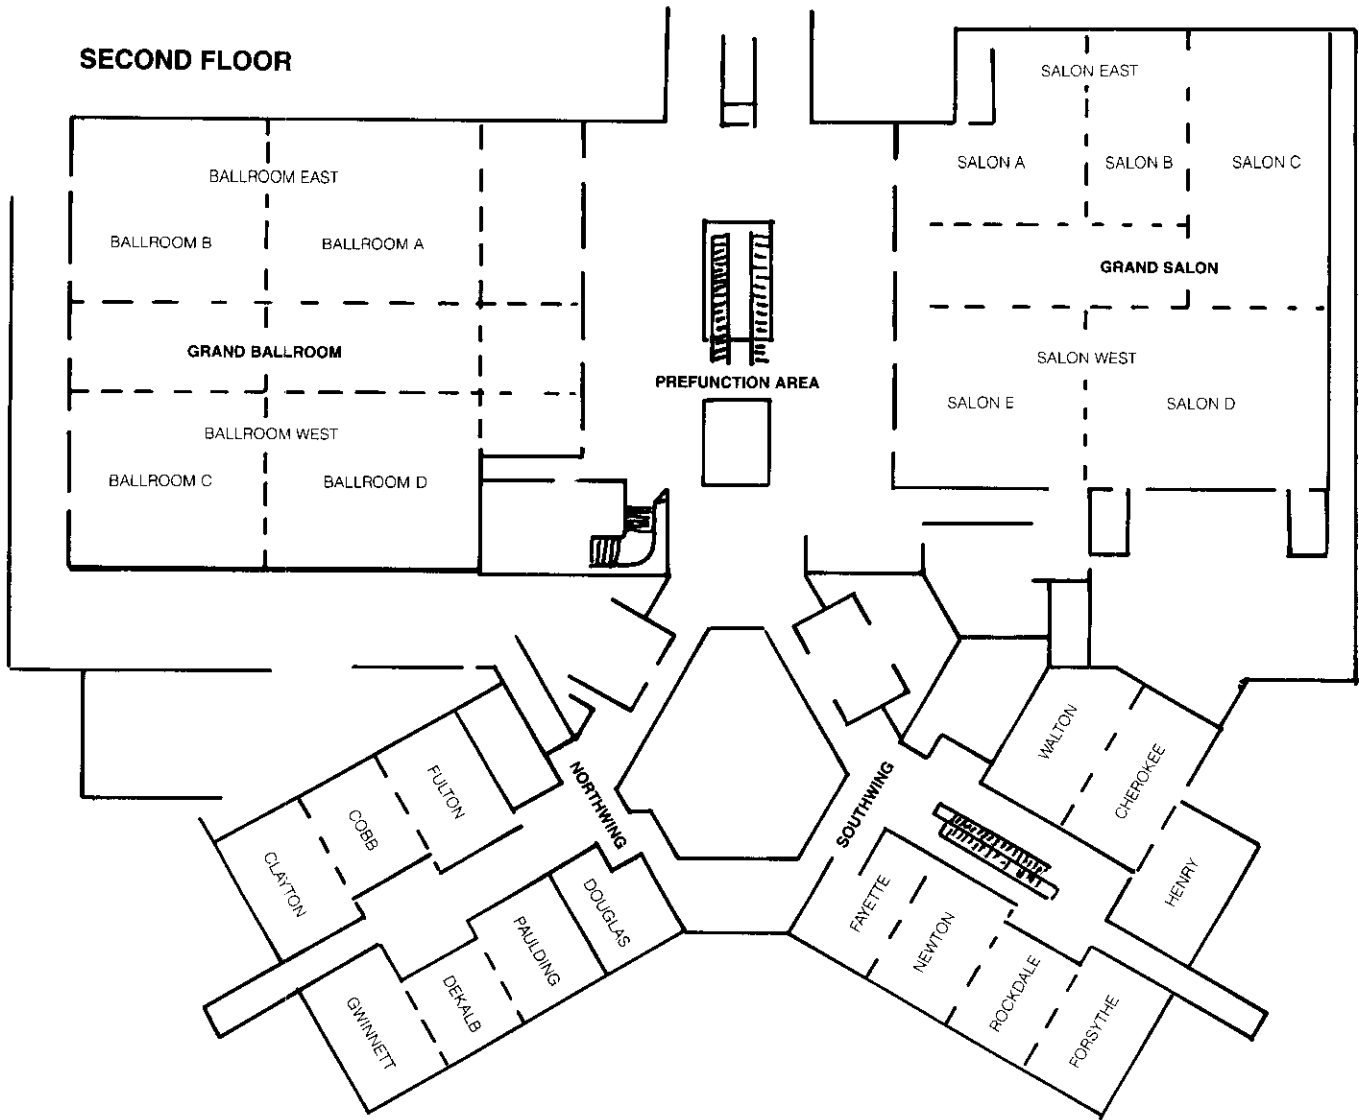 SECOND FLOOR
SALON EAST
SALON A
SALON B
SALON C
BALLROOM EAST
BALLROOM B
BALLROOM A
GRAND SALON
GRAND BALLROOM
SALON WEST
PREFUNCTION AREA
SALON E
SALON D
BALLROOM WEST
BALLROOM C
BALLROOM D
NORTHWING
FULTON
COBB
CLAYTON
DOUGLAS
PAULDING
DEKALB
GWINNETT
SOUTHWING
WALTON
CHEROKEE
HENRY
FAYETTE
NEWTON
ROCKDALE
FORSYTHE